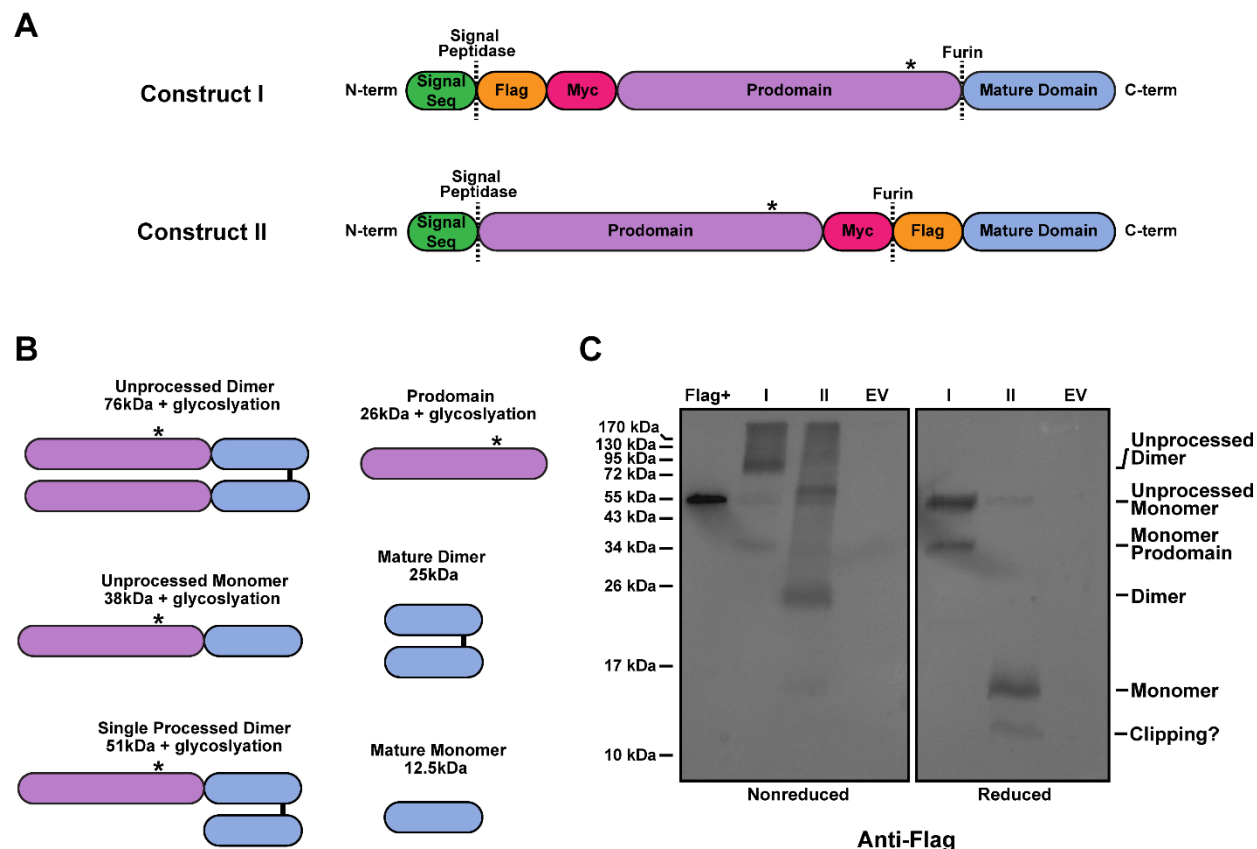 A
Signal
Peptidase
Furin
*
Construct I
N-term
Signal
Seq
Flag
Myc
Prodomain
Mature Domain
C-term
Signal
Peptidase
Furin
*
Construct II
N-term
Signal
Seq
Prodomain
Myc
Flag
Mature Domain
C-term
B
Unprocessed Dimer
76kDa + glycoslyation
*
Prodomain
26kDa + glycoslyation
*
Unprocessed Monomer
38kDa + glycoslyation
*
Mature Dimer
25kDa
Single Processed Dimer
51kDa + glycoslyation
*
Mature Monomer
12.5kDa
C
Flag+ I II EV I II EV
170 kDa
130 kDa
95 kDa
72 kDa
55 kDa
43 kDa
34 kDa
26 kDa
17 kDa
10 kDa
Unprocessed
Dimer
Unprocessed
Monomer
Monomer
Prodomain
Dimer
Monomer
Clipping?
Nonreduced
Reduced
Anti-Flag